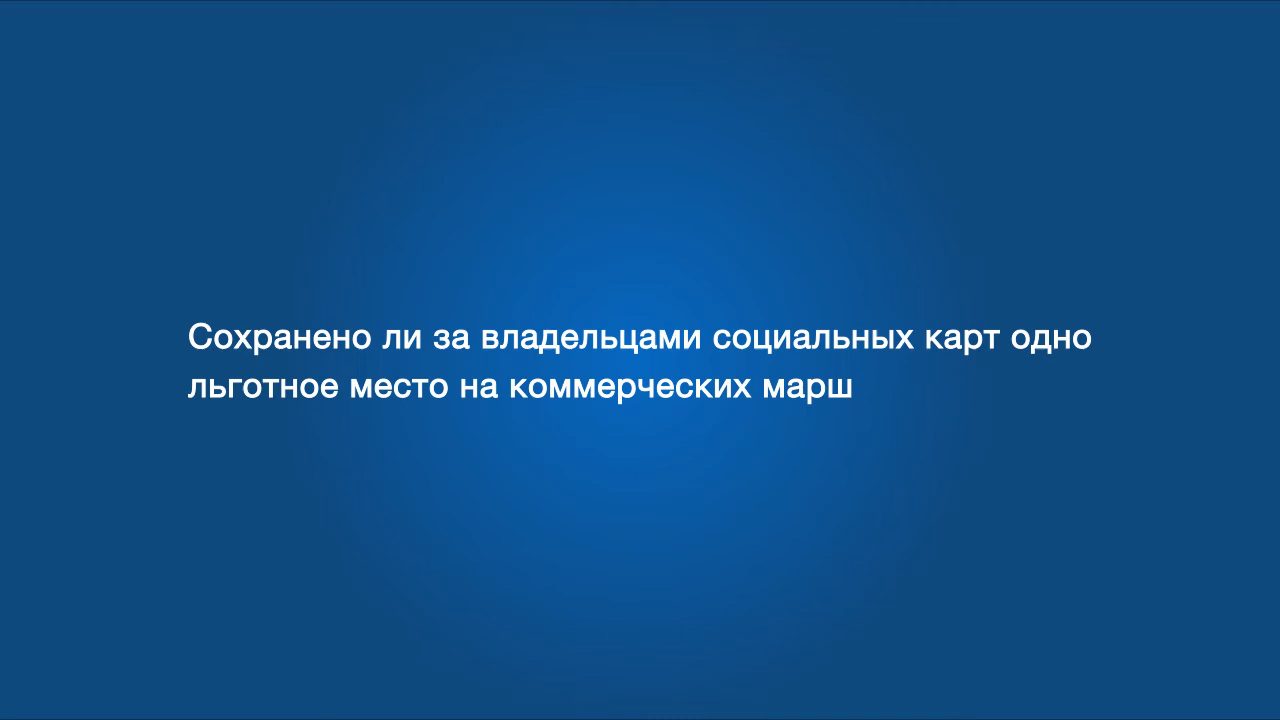 Сохранено ли за владельцами социальных карт одно
льготное место на коммерческих марш